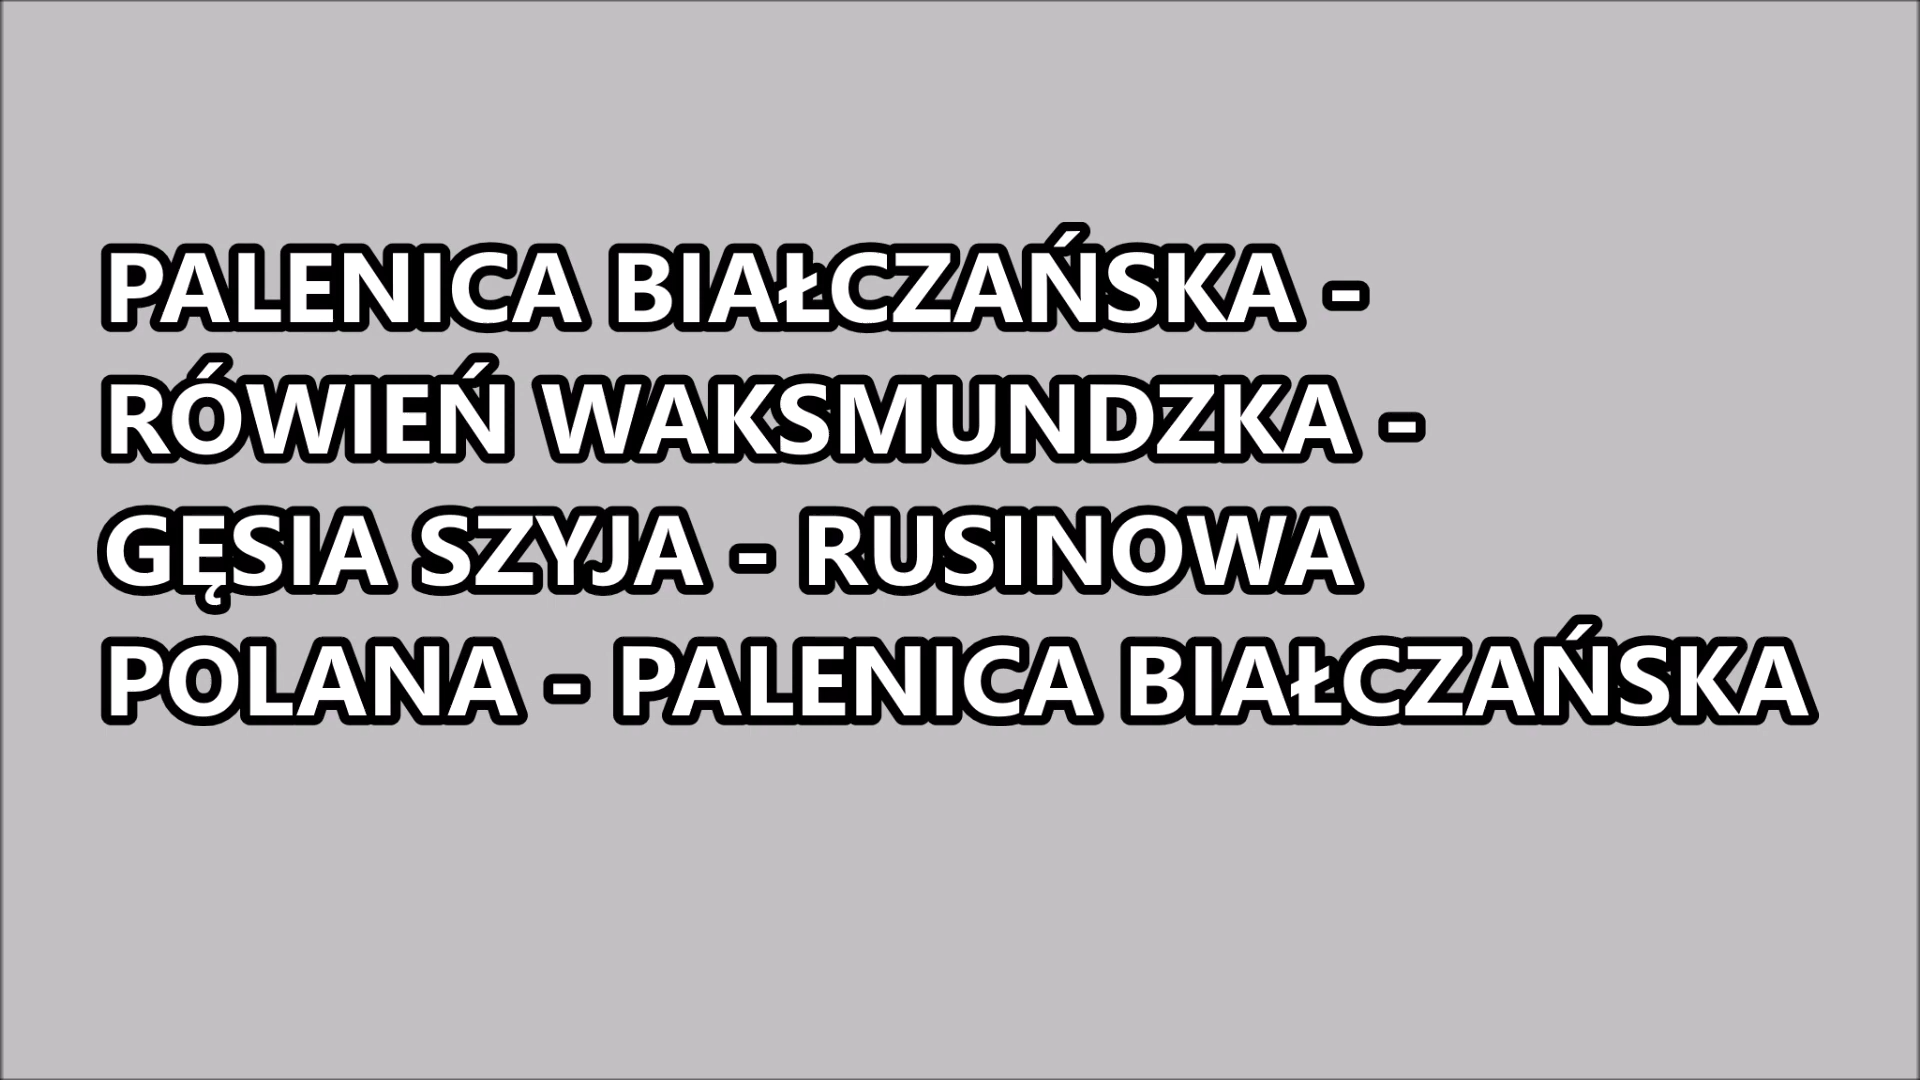 PALENICA BIAŁCZAŃSKA -
RÓWIEŃ WAKSMUNDZKA -
GĘSIA SZYJA - RUSINOWA
POLANA - PALENICA BIAŁCZAŃSKA